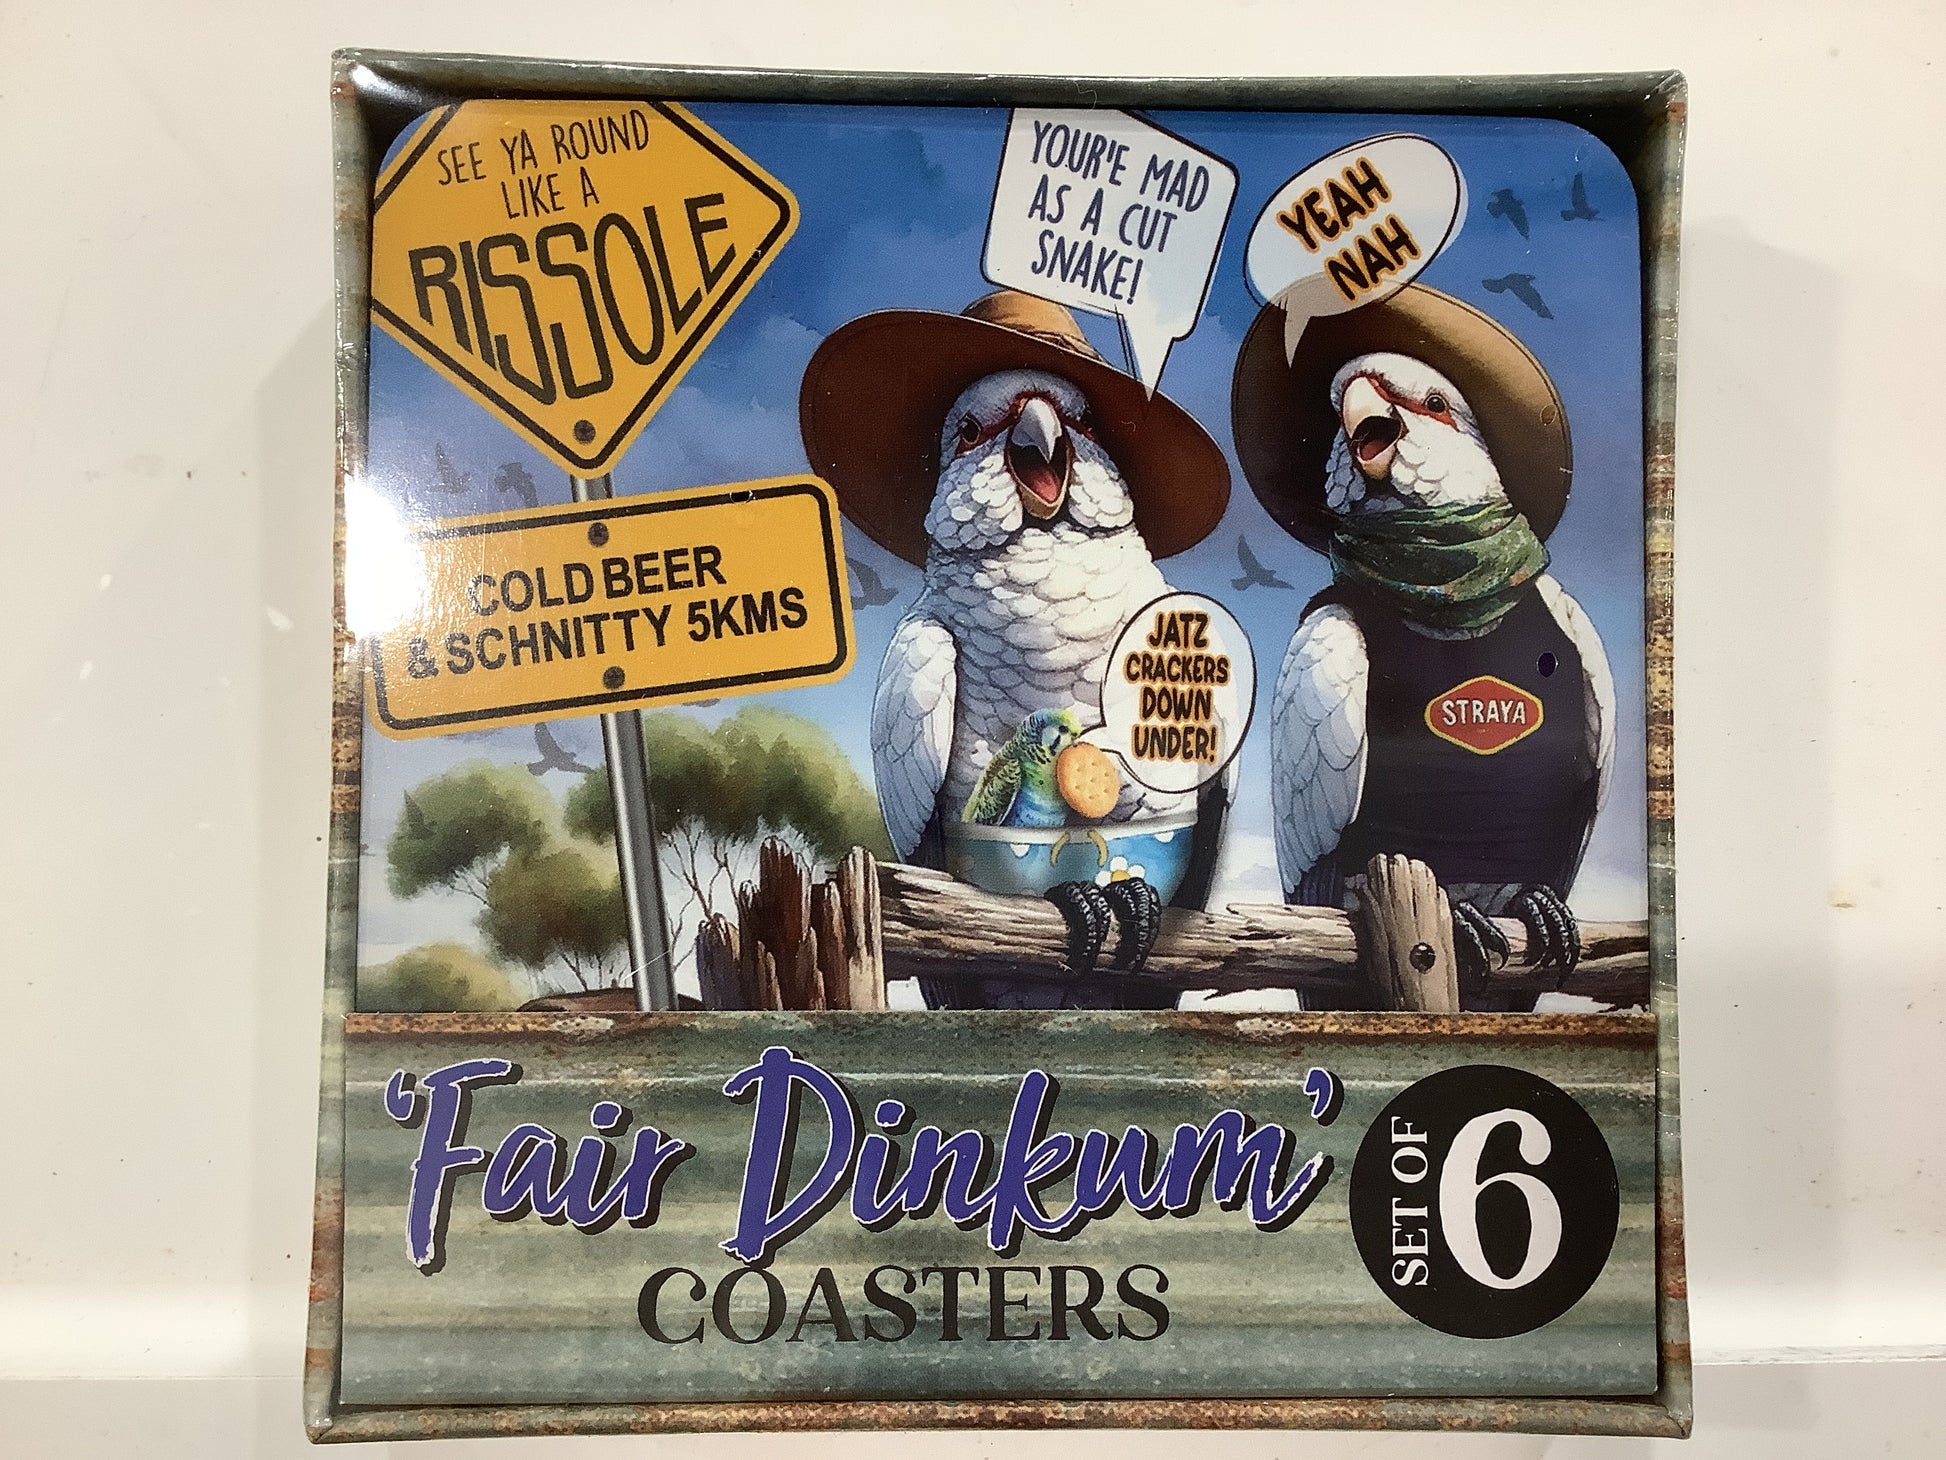 SEE YA ROUND
LIKE A
RISSOLE
YOUR'E MAD
AS A CUT
SNAKE!
YEAH
NAH
COLD BEER
& SCHNITTY 5KMS
JATZ
CRACKERS
DOWN
UNDER!
STRAYA
'Fair Dinkum'
COASTERS
SET OF
6